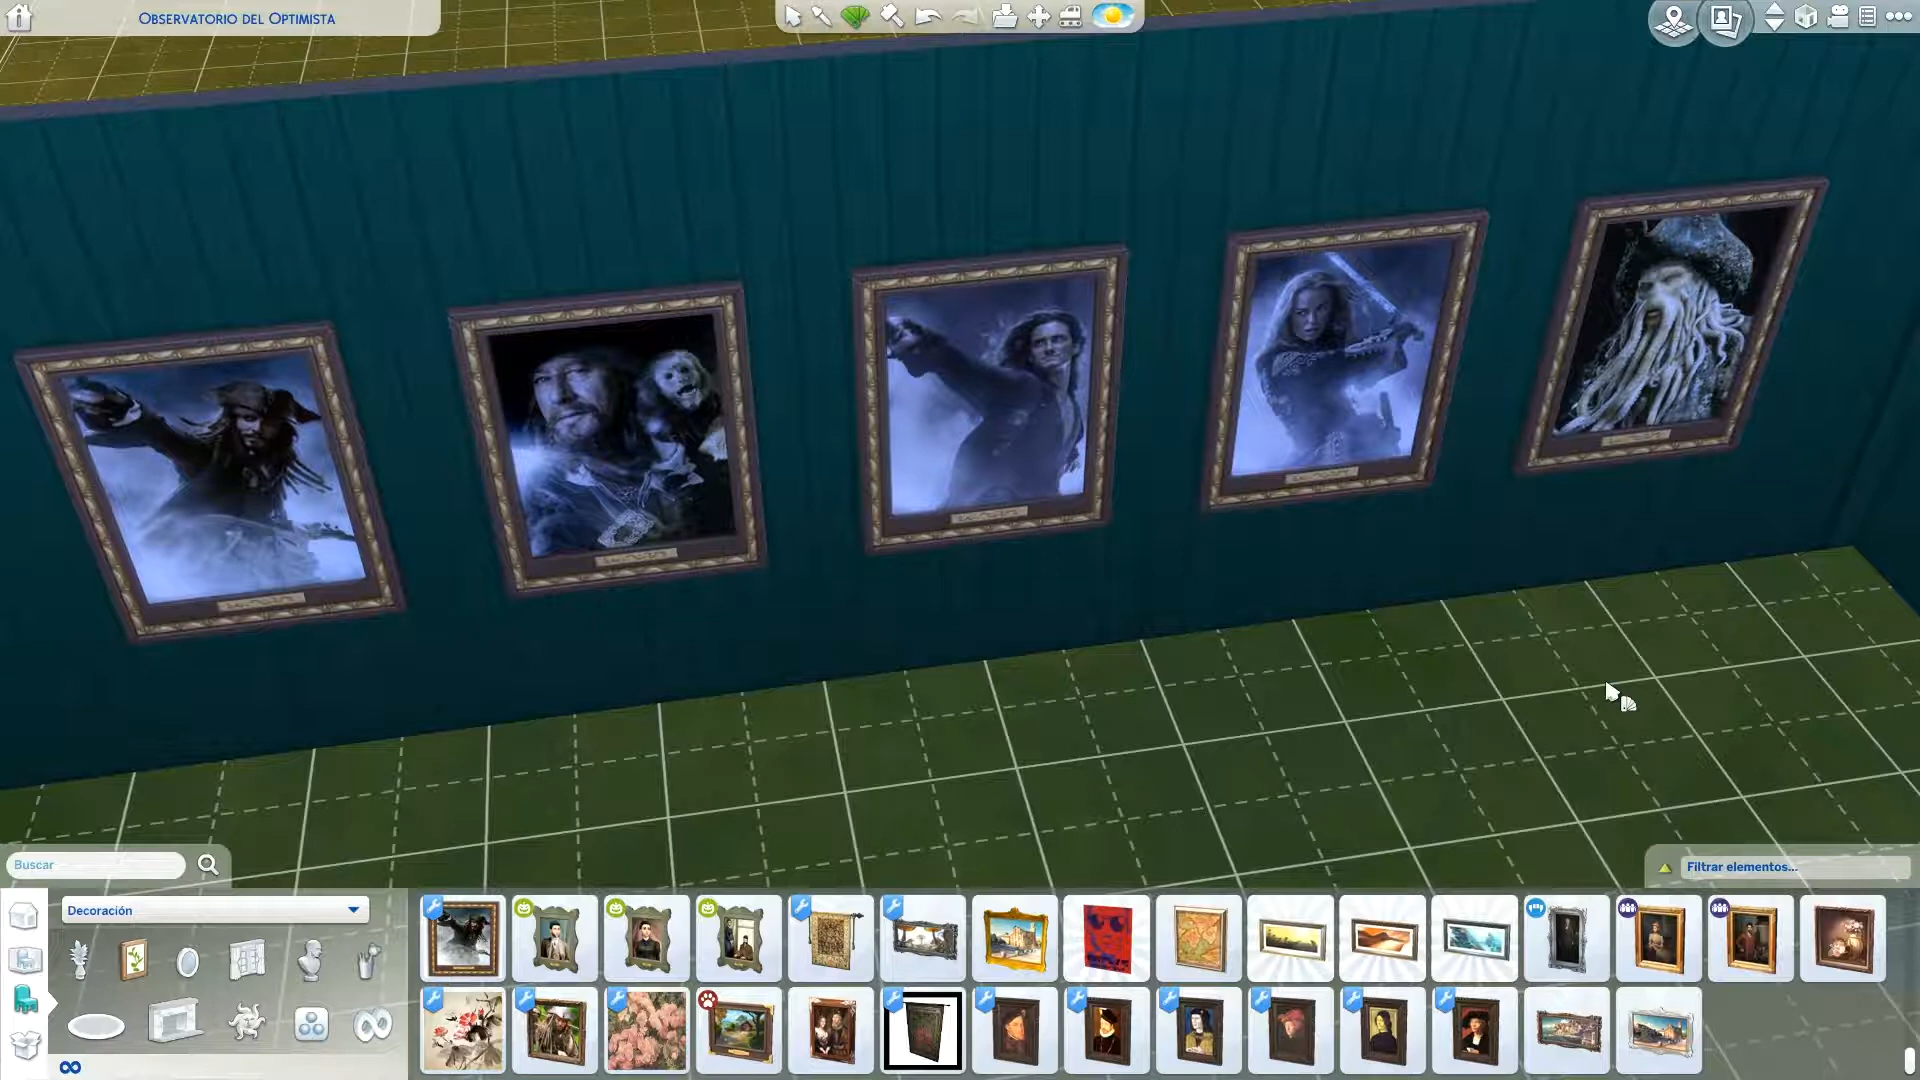 Observatorio del Optimista
Buscar
Filtrar elementos...
Decoración